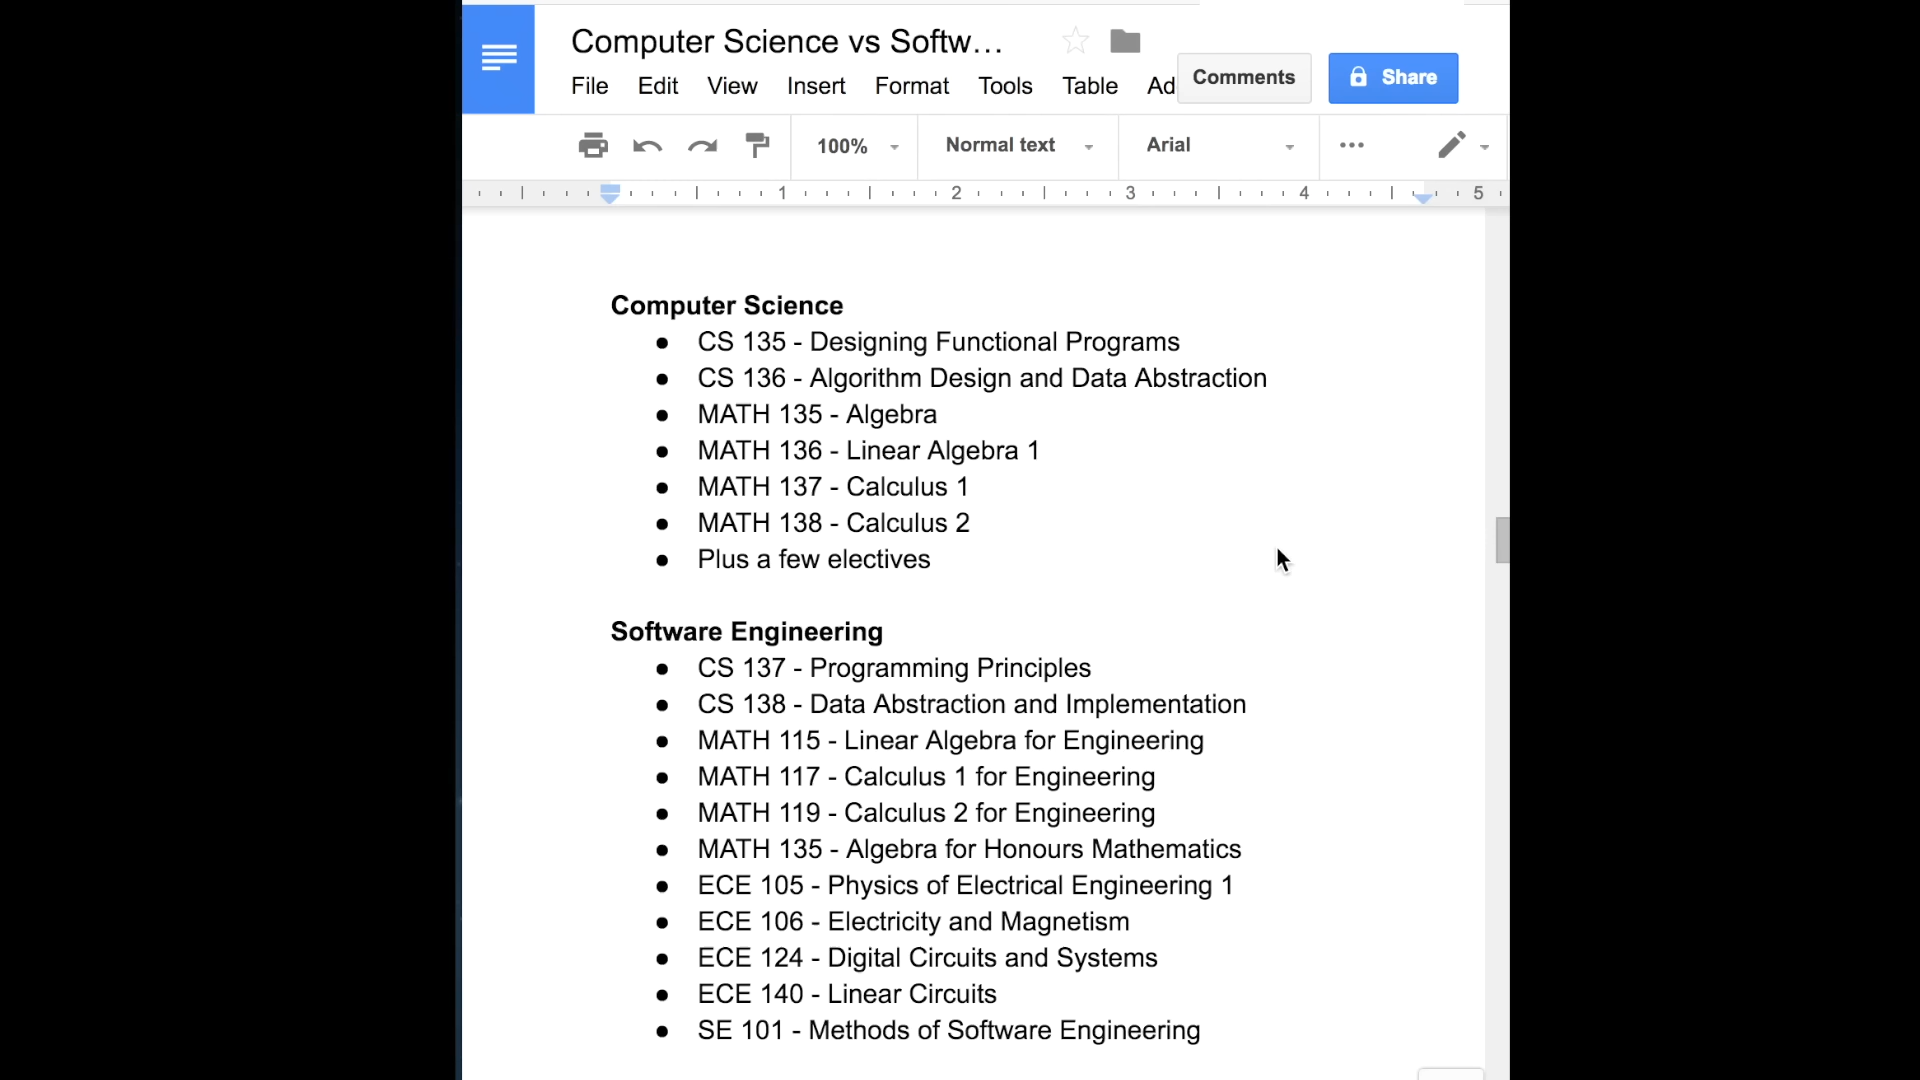 Computer Science vs Softw...
File Edit View Insert Format Tools Table Ad
Comments
Share
100% Normal text Arial
1 2 3 4 5
Computer Science
● CS 135 - Designing Functional Programs
● CS 136 - Algorithm Design and Data Abstraction
● MATH 135 - Algebra
● MATH 136 - Linear Algebra 1
● MATH 137 - Calculus 1
● MATH 138 - Calculus 2
● Plus a few electives
Software Engineering
● CS 137 - Programming Principles
● CS 138 - Data Abstraction and Implementation
● MATH 115 - Linear Algebra for Engineering
● MATH 117 - Calculus 1 for Engineering
● MATH 119 - Calculus 2 for Engineering
● MATH 135 - Algebra for Honours Mathematics
● ECE 105 - Physics of Electrical Engineering 1
● ECE 106 - Electricity and Magnetism
● ECE 124 - Digital Circuits and Systems
● ECE 140 - Linear Circuits
● SE 101 - Methods of Software Engineering